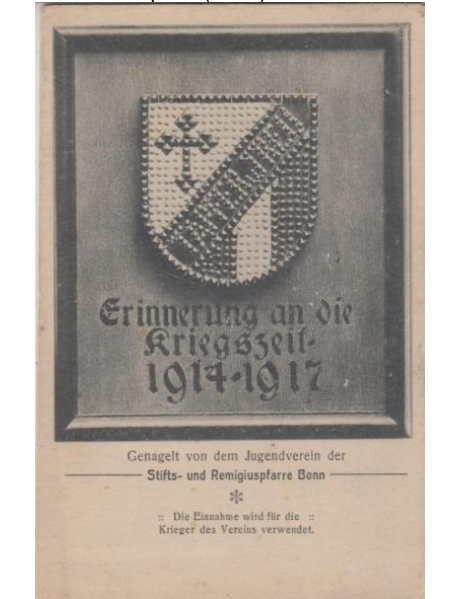 Erinnerung an die
Kriegszeit-
1914-1917
Genagelt von dem Jugendverein der
Stifts- und Remigiuspfarre Bonn
:: Die Einnahme wird für die ::
Krieger des Vereins verwendet.